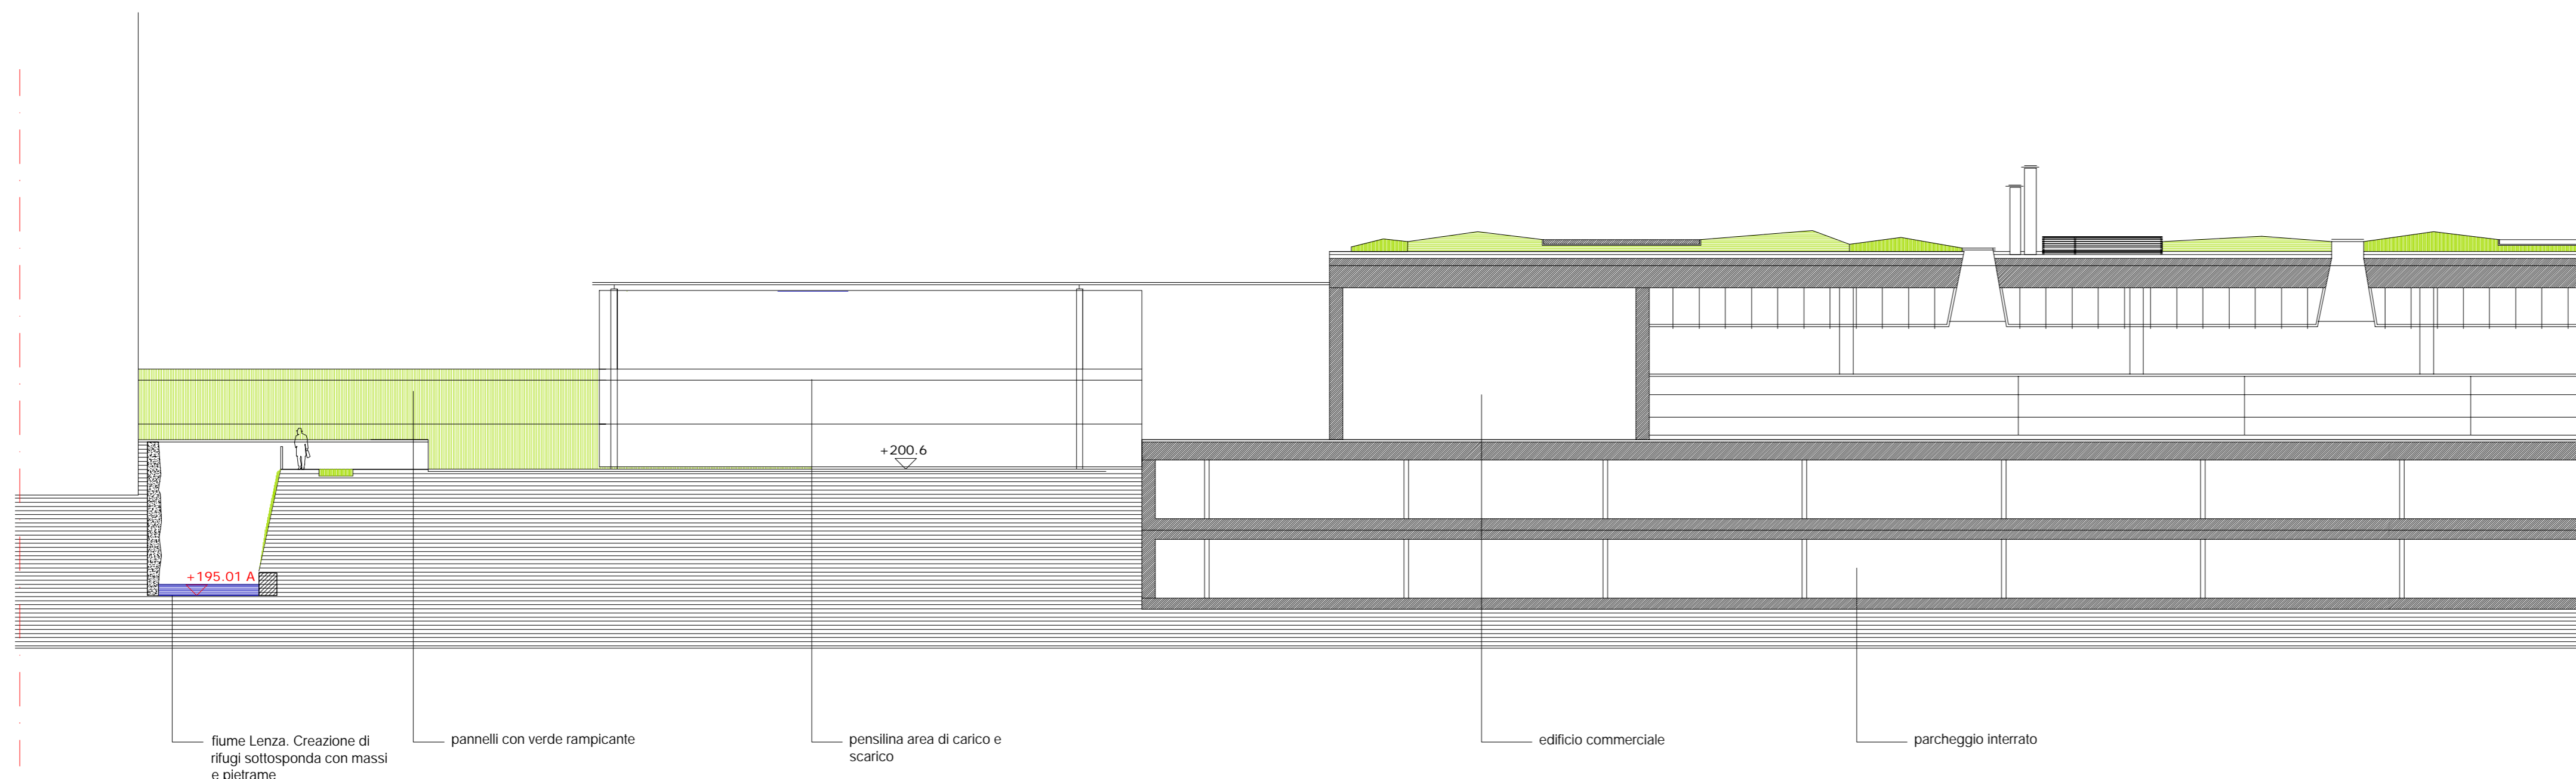 +200.6
+195.01 A
fiume Lenza. Creazione di
rifugi sottosponda con massi
e pietrame
pannelli con verde rampicante
pensilina area di carico e
scarico
edificio commerciale
parcheggio interrato